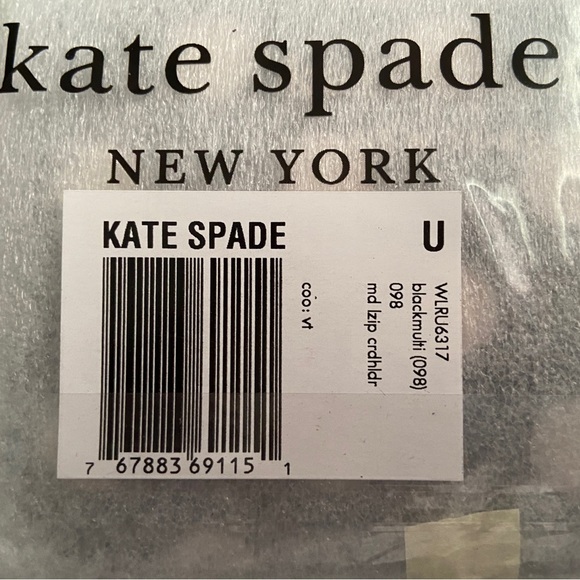 kate spade
NEW YORK
KATE SPADE
U
WLRU6317
blackmulti (098)
098
md lzip crdhldr
coo: vt
7 67883 69115 1